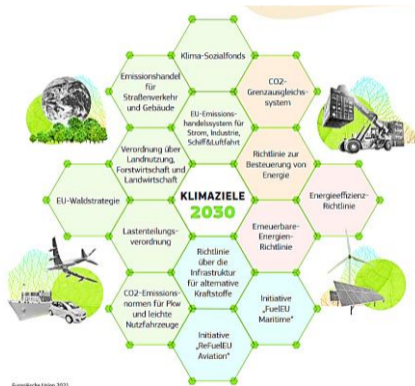 Klima-Sozialfonds
Emissionshandel
für
Straßenverkehr
und Gebäude
CO2-
Grenzausgleichs-
system
EU-Emissions-
handelssystem für
Strom, Industrie,
Schiff&Luftfahrt
Verordnung über
Landnutzung,
Forstwirtschaft und
Landwirtschaft
Richtlinie zur
Besteuerung von
Energie
EU-Waldstrategie
KLIMAZIELE
2030
Energieeffizienz-
Richtlinie
Lastenteilungs-
verordnung
Erneuerbare-
Energien-
Richtlinie
Richtlinie
über die
Infrastruktur
für alternative
Kraftstoffe
CO2-Emissions-
normen für Pkw
und leichte
Nutzfahrzeuge
Initiative
„FuelEU
Maritime“
Initiative
„ReFuelEU
Aviation“
Europäische Union 2021